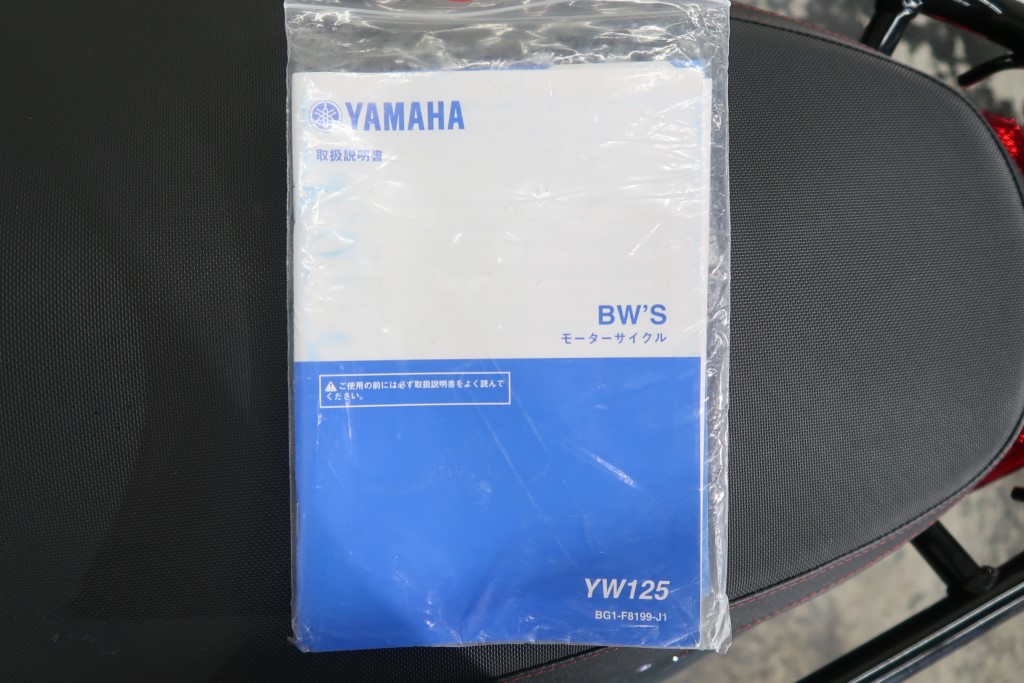 YAMAHA
取扱説明書
BW'S
モーターサイクル
ご使用の前には必ず取扱説明書をよく読んで
ください。
YW125
BG1-F8199-J1